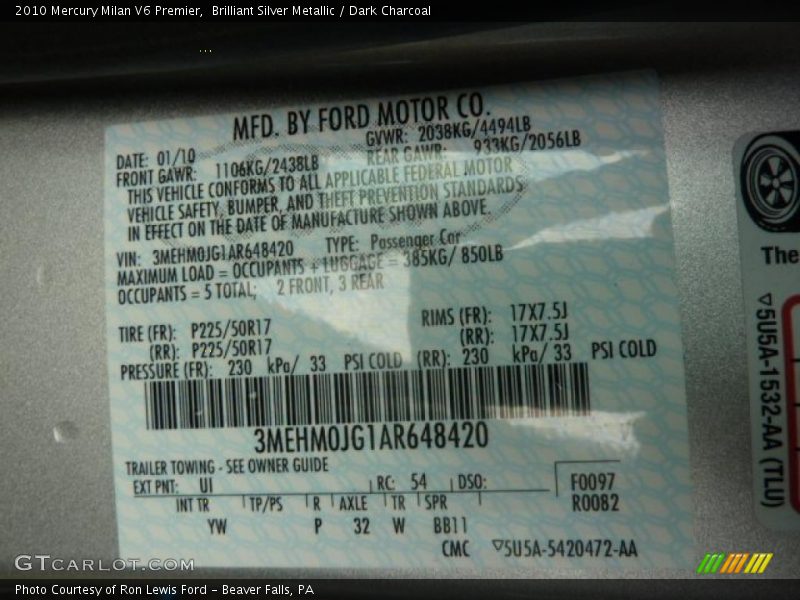 2010 Mercury Milan V6 Premier, Brilliant Silver Metallic / Dark Charcoal
MFD. BY FORD MOTOR CO.
DATE: 01/10 GVWR: 2038KG/4494LB
FRONT GAWR: 1106KG/2438LB REAR GAWR: 933KG/2056LB
THIS VEHICLE CONFORMS TO ALL APPLICABLE FEDERAL MOTOR
VEHICLE SAFETY, BUMPER, AND THEFT PREVENTION STANDARDS
IN EFFECT ON THE DATE OF MANUFACTURE SHOWN ABOVE.
VIN: 3MEHM0JG1AR648420 TYPE: Passenger Car
MAXIMUM LOAD = OCCUPANTS + LUGGAGE = 385KG/ 850LB
OCCUPANTS = 5 TOTAL; 2 FRONT, 3 REAR
TIRE (FR): P225/50R17 RIMS (FR): 17X7.5J
(RR): P225/50R17 (RR): 17X7.5J
PRESSURE (FR): 230 kPa/ 33 PSI COLD (RR): 230 kPa/ 33 PSI COLD
3MEHM0JG1AR648420
TRAILER TOWING - SEE OWNER GUIDE
EXT PNT: UI RC: 54 DSO: F0097
INT TR TP/PS R AXLE TR SPR R0082
YW P 32 W BB11
CMC 5U5A-5420472-AA
The
5U5A-1532-AA (TLU)
GTCARLOT.COM
Photo Courtesy of Ron Lewis Ford - Beaver Falls, PA